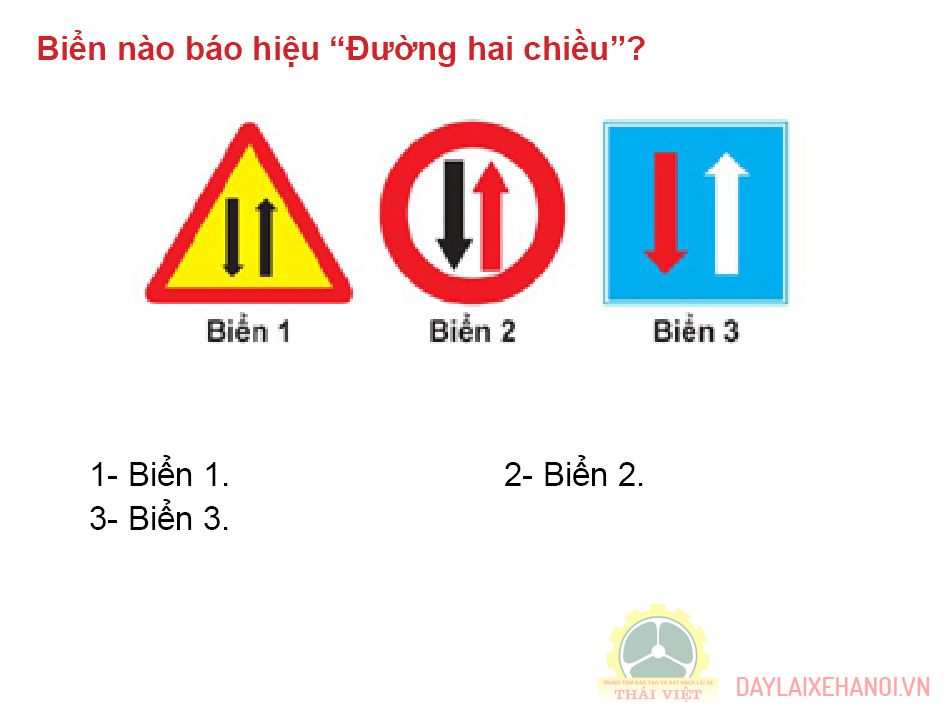 Biển nào báo hiệu “Đường hai chiều”?
Biển 1 Biển 2 Biển 3
1- Biển 1. 2- Biển 2.
3- Biển 3.
TRUNG TÂM ĐÀO TẠO VÀ SÁT HẠCH LÁI XE
THÁI VIỆT
DAYLAIXEHANOI.VN